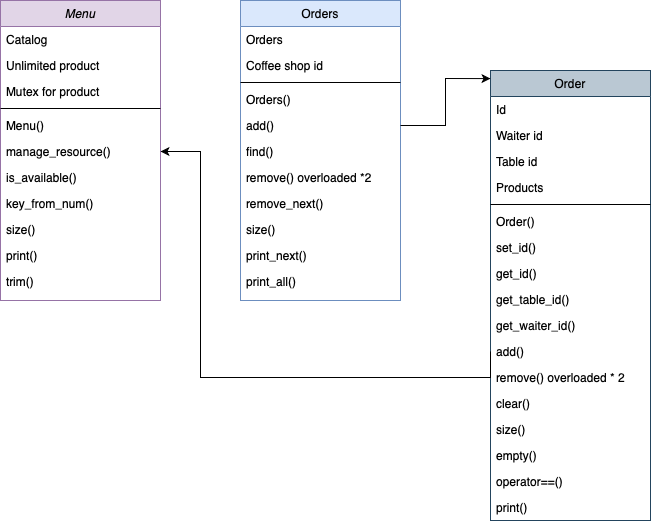 Menu
Catalog
Unlimited product
Mutex for product
Menu()
manage_resource()
is_available()
key_from_num()
size()
print()
trim()
Orders
Orders
Coffee shop id
Orders()
add()
find()
remove() overloaded *2
remove_next()
size()
print_next()
print_all()
Order
Id
Waiter id
Table id
Products
Order()
set_id()
get_id()
get_table_id()
get_waiter_id()
add()
remove() overloaded * 2
clear()
size()
empty()
operator==()
print()